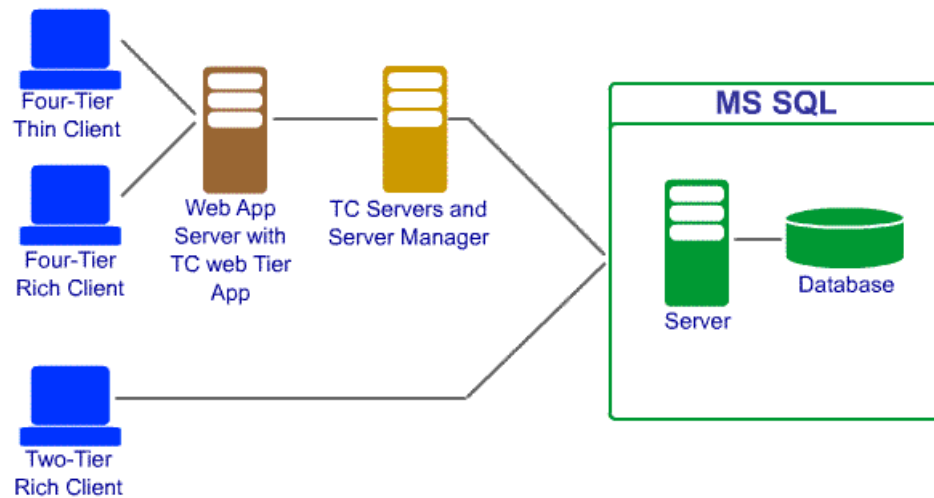 Four-Tier
Thin Client
Four-Tier
Rich Client
Two-Tier
Rich Client
Web App
Server with
TC web Tier
App
TC Servers and
Server Manager
MS SQL
Server
Database